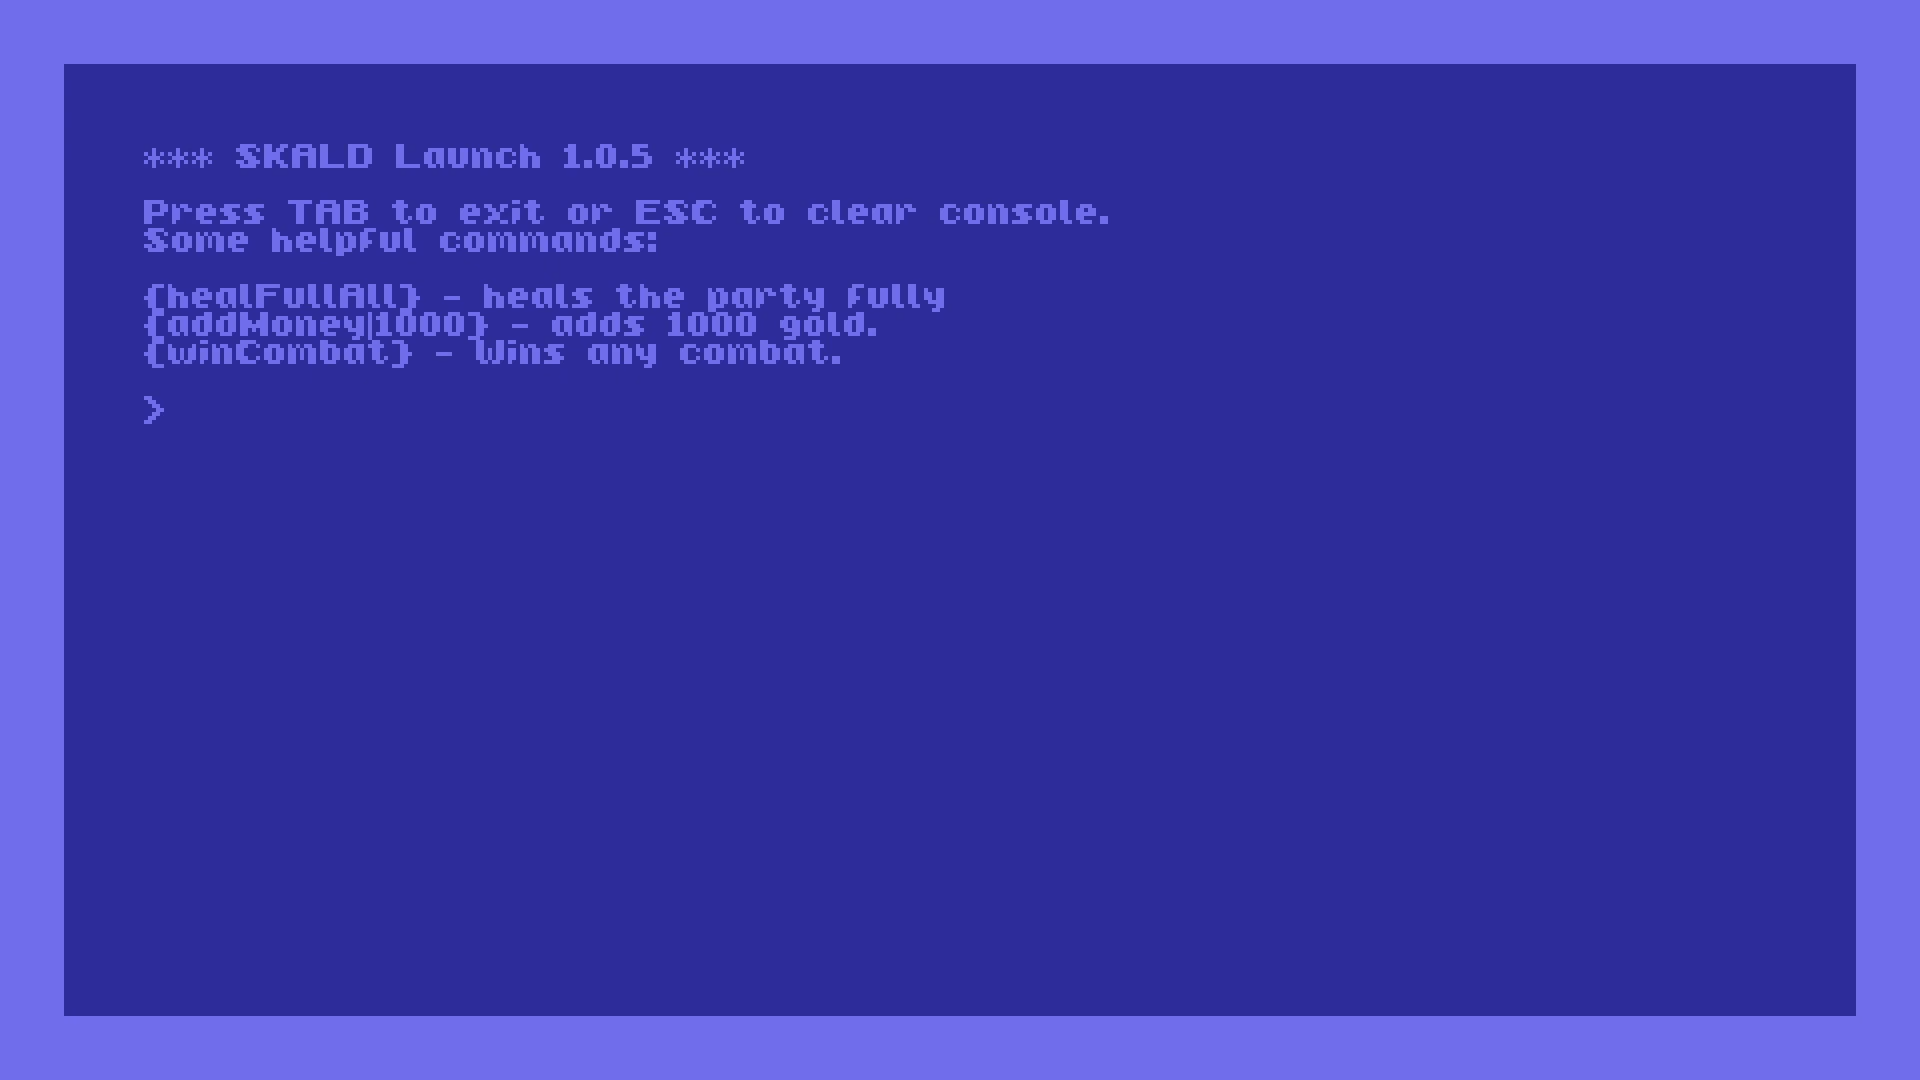 *** SKALD Launch 1.0.5 ***
Press TAB to exit or ESC to clear console.
Some helpful commands:
{healFullAll} - heals the party fully
{addMoney|1000} - adds 1000 gold.
{winCombat} - Wins any combat.
>